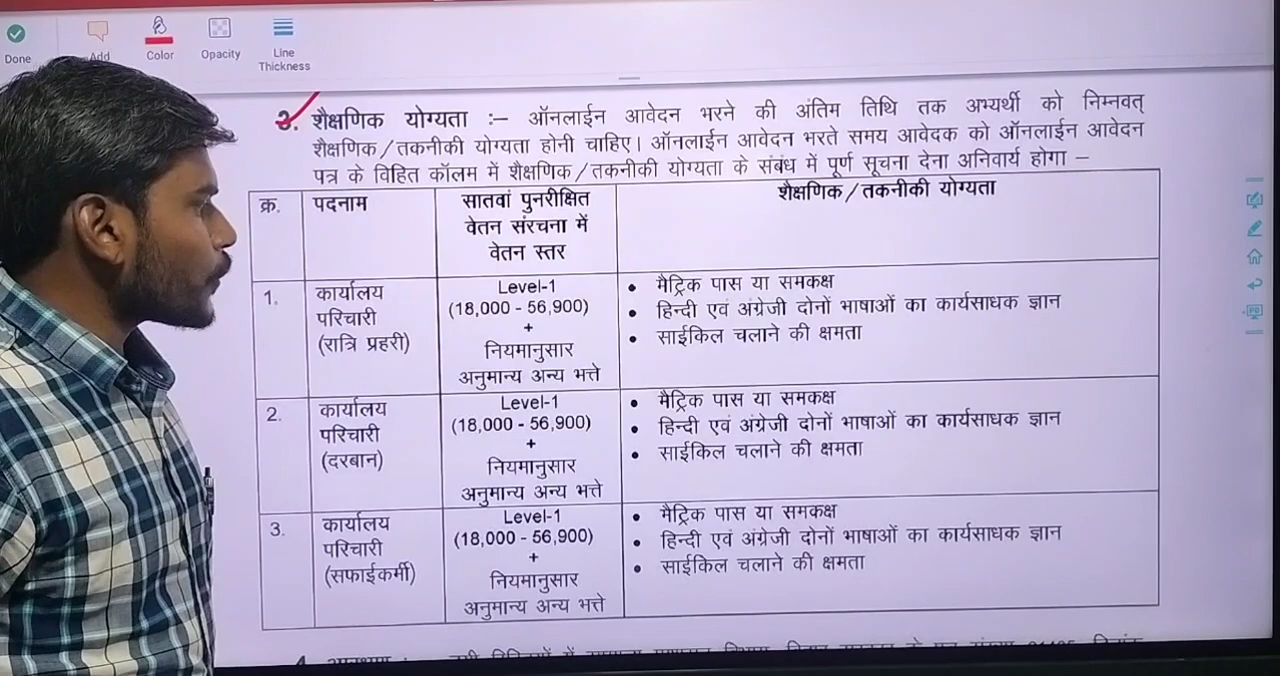 Done
Add
Color
Opacity
Line
Thickness
3. शैक्षणिक योग्यता :– ऑनलाईन आवेदन भरने की अंतिम तिथि तक अभ्यर्थी को निम्नवत्
शैक्षणिक/तकनीकी योग्यता होनी चाहिए। ऑनलाईन आवेदन भरते समय आवेदक को ऑनलाईन आवेदन
पत्र के विहित कॉलम में शैक्षणिक/तकनीकी योग्यता के संबंध में पूर्ण सूचना देना अनिवार्य होगा –
क्र.
पदनाम
सातवां पुनरीक्षित
वेतन संरचना में
वेतन स्तर
शैक्षणिक/तकनीकी योग्यता
1.
कार्यालय
परिचारी
(रात्रि प्रहरी)
Level-1
(18,000 - 56,900)
+
नियमानुसार
अनुमान्य अन्य भत्ते
• मैट्रिक पास या समकक्ष
• हिन्दी एवं अंग्रेजी दोनों भाषाओं का कार्यसाधक ज्ञान
• साईकिल चलाने की क्षमता
2.
कार्यालय
परिचारी
(दरबान)
Level-1
(18,000 - 56,900)
+
नियमानुसार
अनुमान्य अन्य भत्ते
• मैट्रिक पास या समकक्ष
• हिन्दी एवं अंग्रेजी दोनों भाषाओं का कार्यसाधक ज्ञान
• साईकिल चलाने की क्षमता
3.
कार्यालय
परिचारी
(सफाईकर्मी)
Level-1
(18,000 - 56,900)
+
नियमानुसार
अनुमान्य अन्य भत्ते
• मैट्रिक पास या समकक्ष
• हिन्दी एवं अंग्रेजी दोनों भाषाओं का कार्यसाधक ज्ञान
• साईकिल चलाने की क्षमता